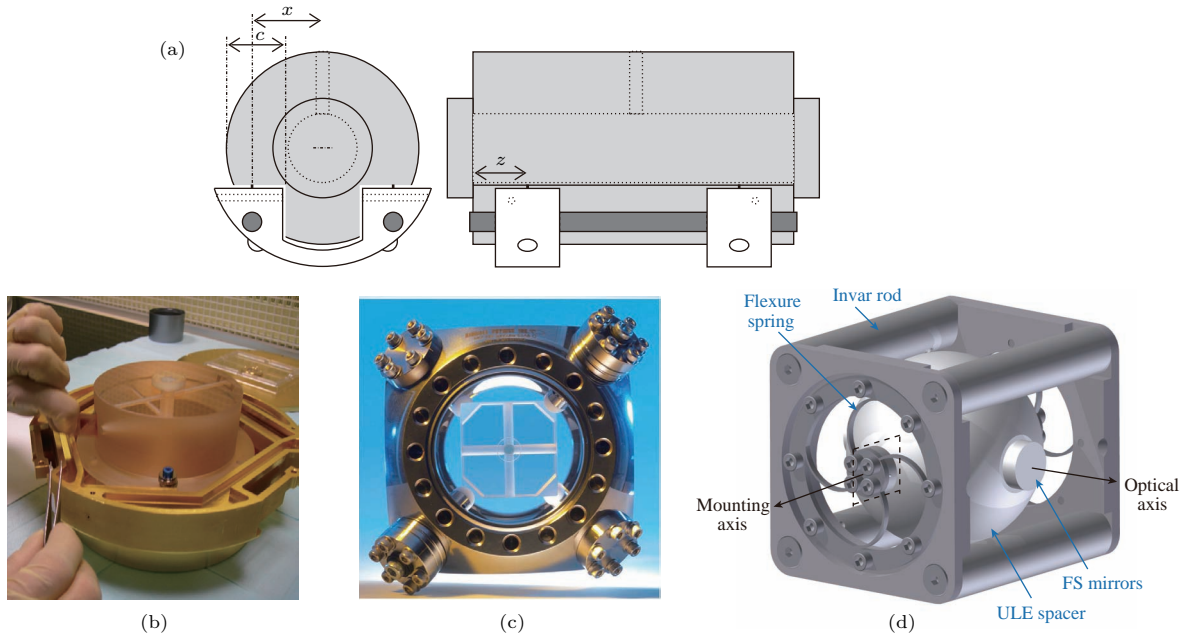 (a)
x
c
z
(b)
(c)
Flexure
spring
Invar rod
Mounting
axis
Optical
axis
FS mirrors
ULE spacer
(d)